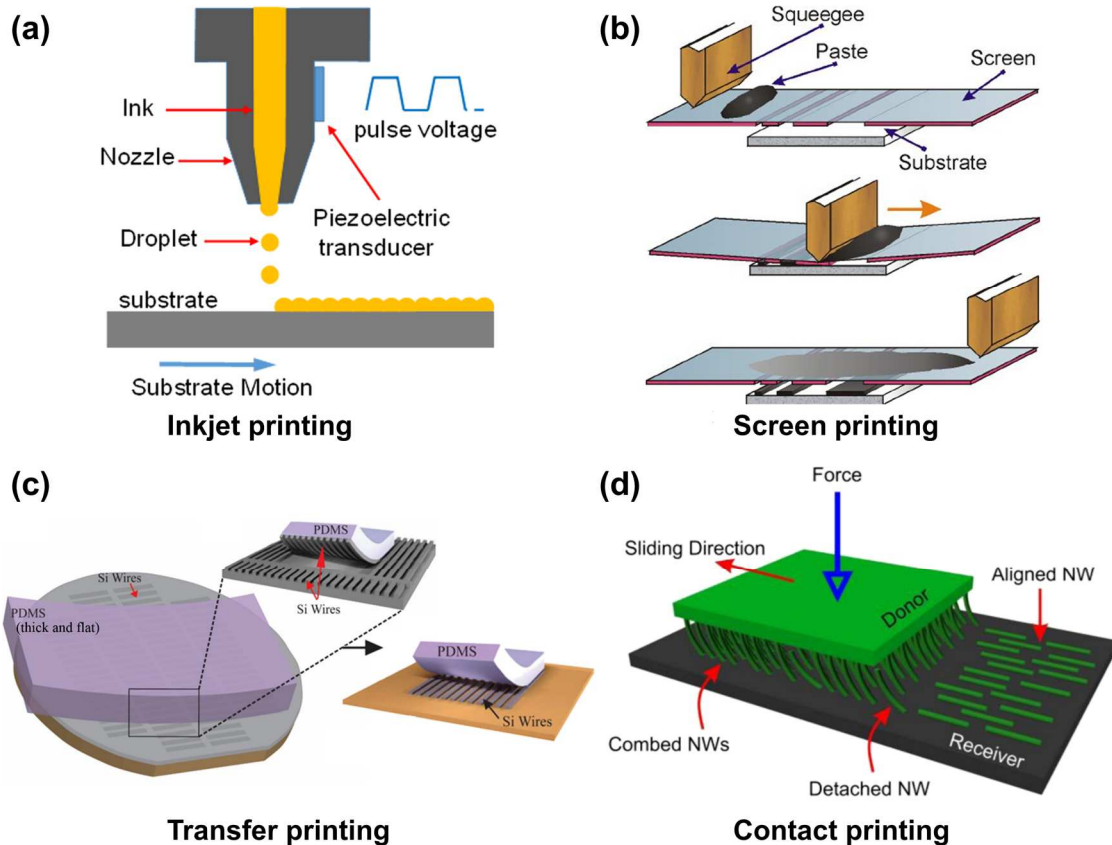 (a)
Ink
Nozzle
pulse voltage
Piezoelectric
transducer
Droplet
substrate
Substrate Motion
Inkjet printing
(b)
Squeegee
Paste
Screen
Substrate
Screen printing
(c)
Si Wires
PDMS
(thick and flat)
PDMS
Si Wires
PDMS
Si Wires
Transfer printing
(d)
Force
Sliding Direction
Donor
Aligned NW
Combed NWs
Detached NW
Receiver
Contact printing